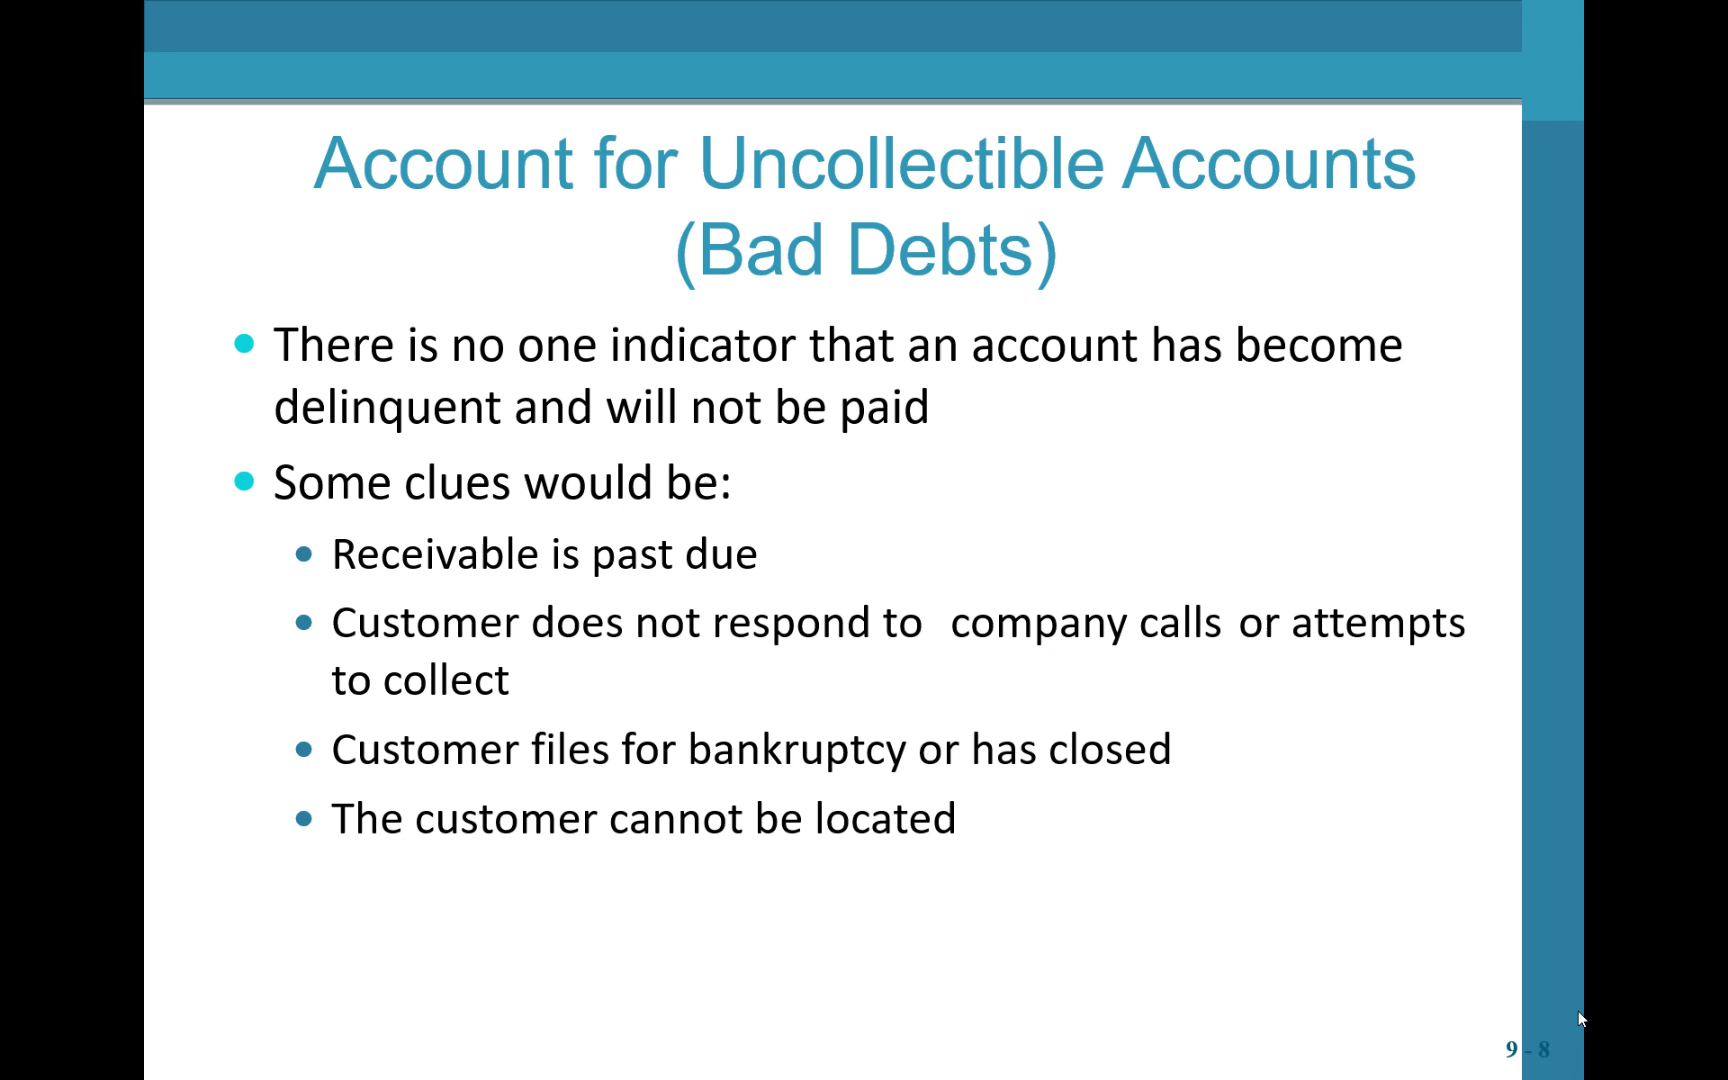 Account for Uncollectible Accounts
(Bad Debts)
• There is no one indicator that an account has become
delinquent and will not be paid
• Some clues would be:
• Receivable is past due
• Customer does not respond to company calls or attempts
to collect
• Customer files for bankruptcy or has closed
• The customer cannot be located
9 - 8